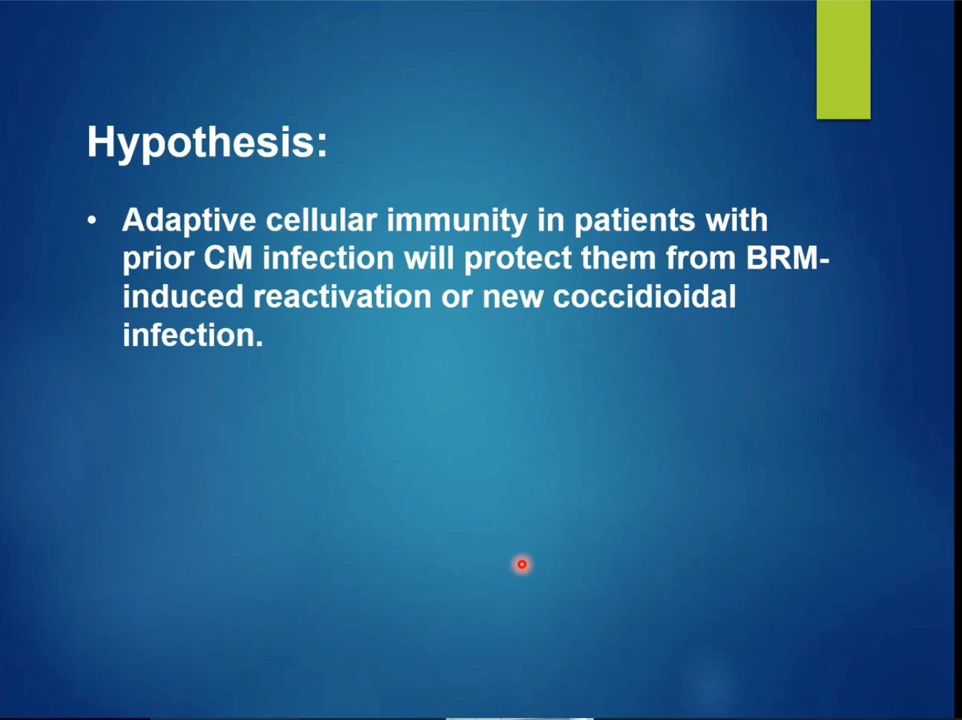 Hypothesis:
• Adaptive cellular immunity in patients with
prior CM infection will protect them from BRM-
induced reactivation or new coccidioidal
infection.